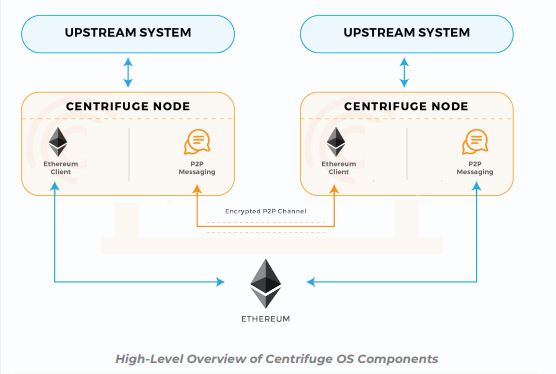 UPSTREAM SYSTEM
UPSTREAM SYSTEM
CENTRIFUGE NODE
CENTRIFUGE NODE
Ethereum
Client
P2P
Messaging
Ethereum
Client
P2P
Messaging
Encrypted P2P Channel
ETHEREUM
High-Level Overview of Centrifuge OS Components